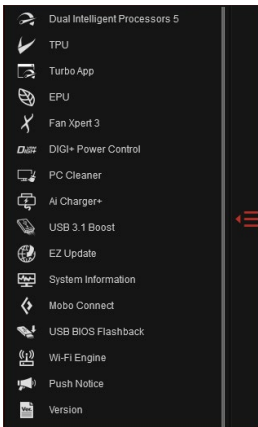 Dual Intelligent Processors 5
TPU
Turbo App
EPU
Fan Xpert 3
DIGI+ Power Control
PC Cleaner
Ai Charger+
USB 3.1 Boost
EZ Update
System Information
Mobo Connect
USB BIOS Flashback
Wi-Fi Engine
Push Notice
Ver.
Version